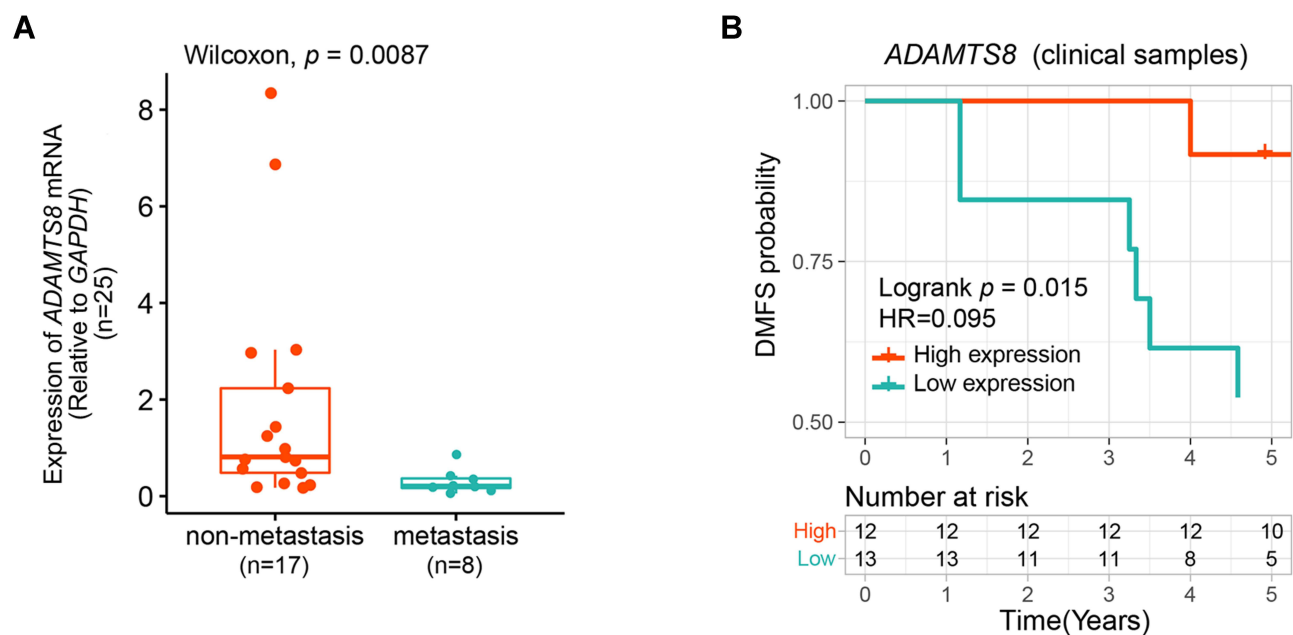 A
Wilcoxon, p = 0.0087
Expression of ADAMTS8 mRNA
(Relative to GAPDH)
(n=25)
8
6
4
2
0
non-metastasis
(n=17)
metastasis
(n=8)
B
ADAMTS8 (clinical samples)
DMFS probability
1.00
0.75
0.50
Logrank p = 0.015
HR=0.095
High expression
Low expression
0 1 2 3 4 5
Number at risk
High 12 12 12 12 12 10
Low 13 13 11 11 8 5
0 1 2 3 4 5
Time(Years)